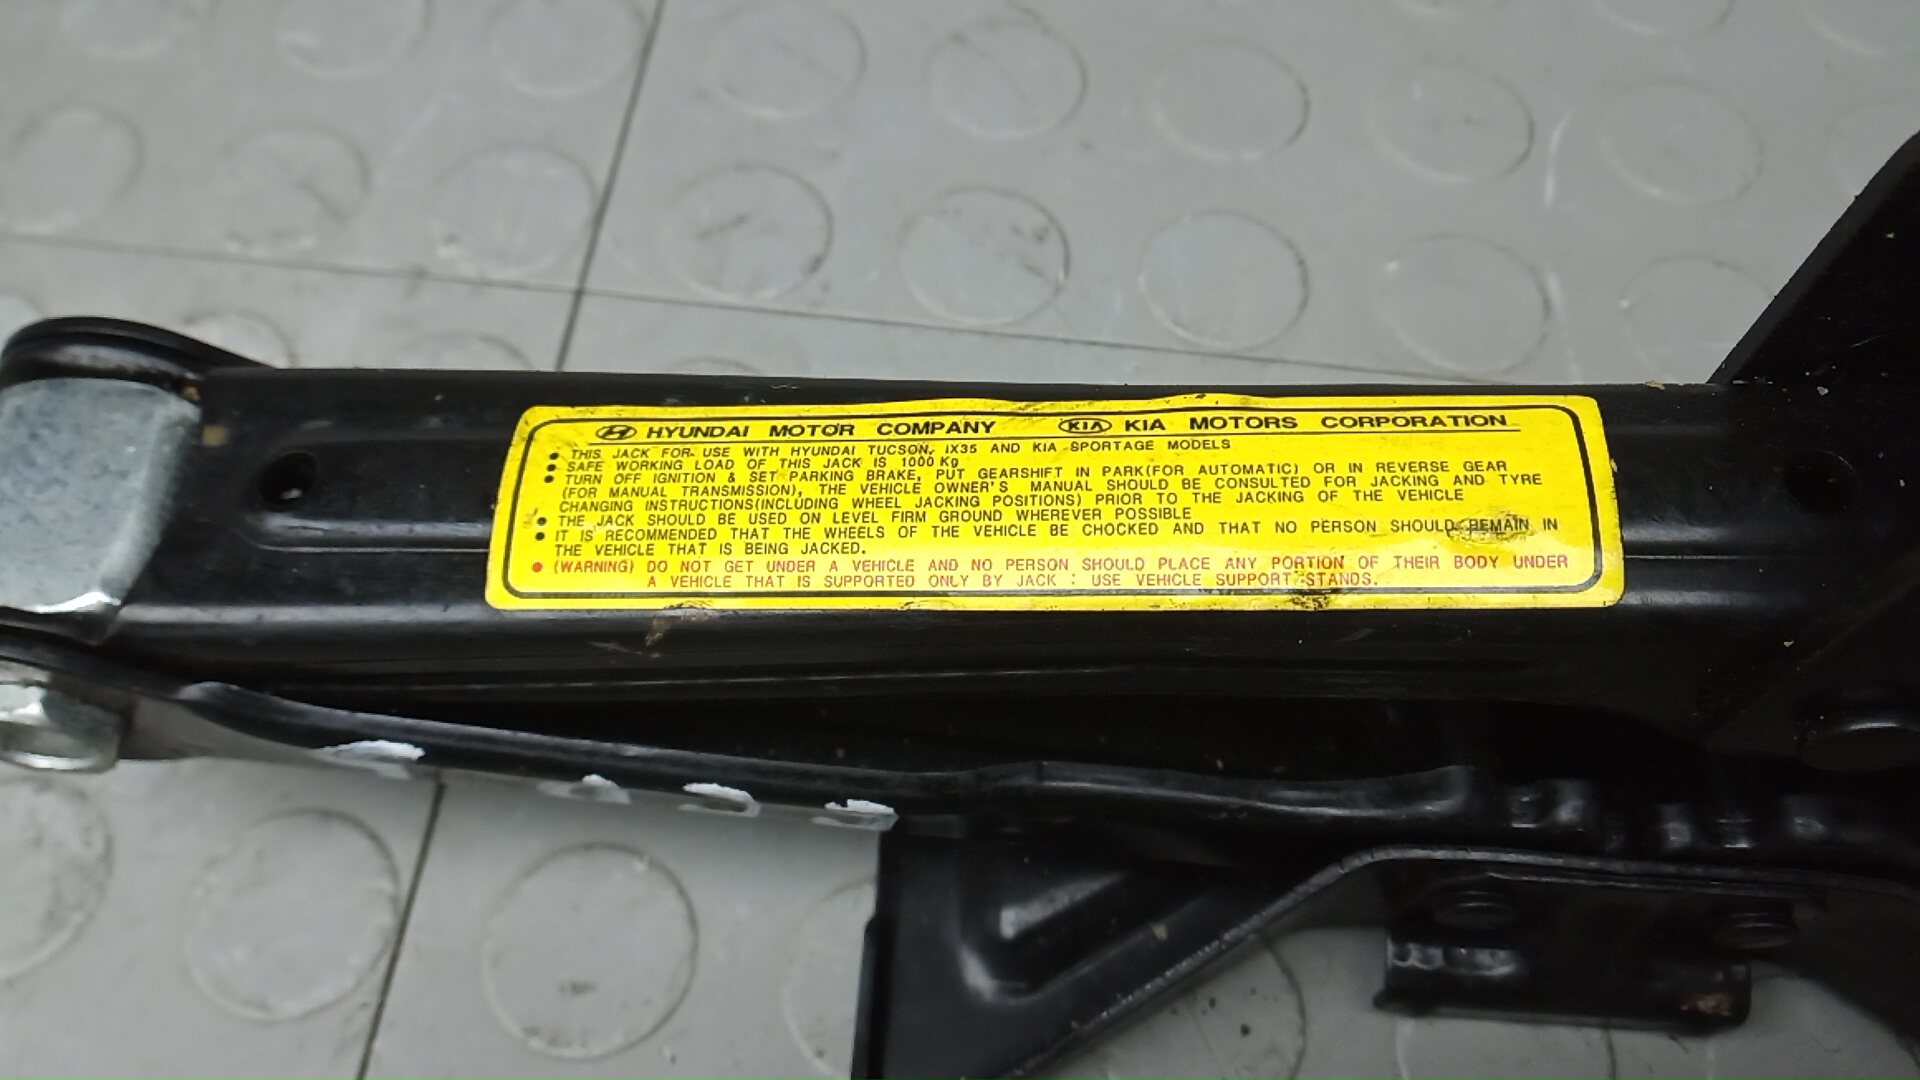 HYUNDAI MOTOR COMPANY KIA KIA MOTORS CORPORATION
• THIS JACK FOR USE WITH HYUNDAI TUCSON, IX35 AND KIA SPORTAGE MODELS
• SAFE WORKING LOAD OF THIS JACK IS 1000 Kg
• TURN OFF IGNITION & SET PARKING BRAKE, PUT GEARSHIFT IN PARK(FOR AUTOMATIC) OR IN REVERSE GEAR
(FOR MANUAL TRANSMISSION), THE VEHICLE OWNER'S MANUAL SHOULD BE CONSULTED FOR JACKING AND TYRE
CHANGING INSTRUCTIONS(INCLUDING WHEEL JACKING POSITIONS) PRIOR TO THE JACKING OF THE VEHICLE
• THE JACK SHOULD BE USED ON LEVEL FIRM GROUND WHEREVER POSSIBLE
• IT IS RECOMMENDED THAT THE WHEELS OF THE VEHICLE BE CHOCKED AND THAT NO PERSON SHOULD REMAIN IN
THE VEHICLE THAT IS BEING JACKED.
• (WARNING) DO NOT GET UNDER A VEHICLE AND NO PERSON SHOULD PLACE ANY PORTION OF THEIR BODY UNDER
A VEHICLE THAT IS SUPPORTED ONLY BY JACK : USE VEHICLE SUPPORT STANDS.